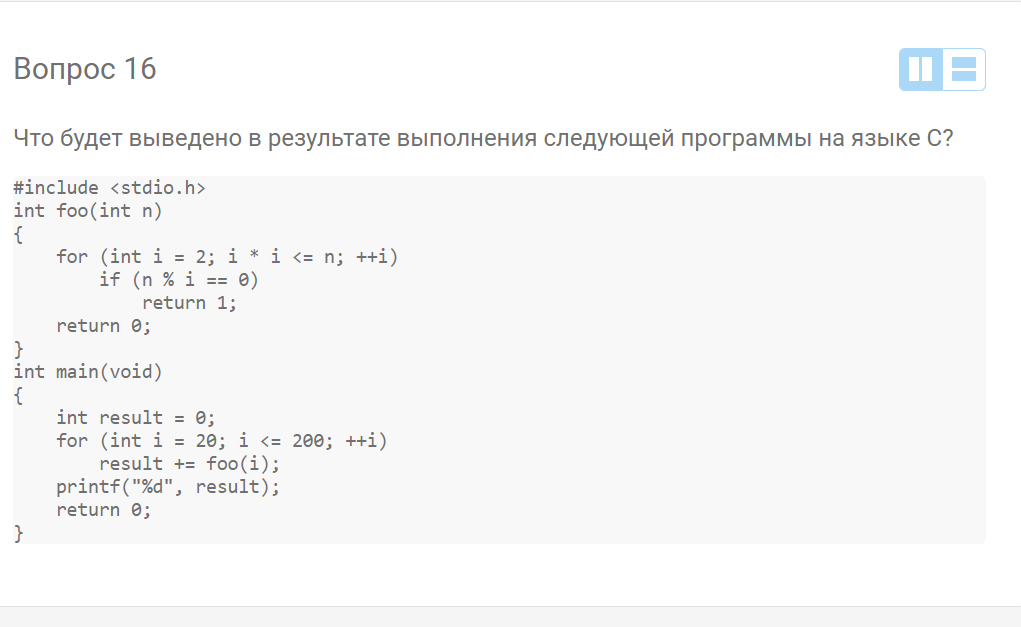 Вопрос 16
Что будет выведено в результате выполнения следующей программы на языке C?
#include <stdio.h>
int foo(int n)
{
    for (int i = 2; i * i <= n; ++i)
        if (n % i == 0)
            return 1;
    return 0;
}
int main(void)
{
    int result = 0;
    for (int i = 20; i <= 200; ++i)
        result += foo(i);
    printf("%d", result);
    return 0;
}